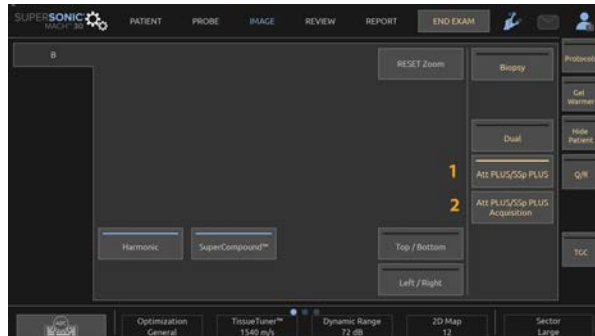 SUPERSONIC
MACH™ 30
PATIENT
PROBE
IMAGE
REVIEW
REPORT
END EXAM
B
RESET Zoom
Biopsy
Protocols
Gel
Warmer
Dual
Hide
Patient
1
Att PLUS/SSp PLUS
Q/R
2
Att PLUS/SSp PLUS
Acquisition
Harmonic
SuperCompound™
Top / Bottom
TGC
Left / Right
ABC
Optimization
General
TissueTuner™
1540 m/s
Dynamic Range
72 dB
2D Map
12
Sector
Large